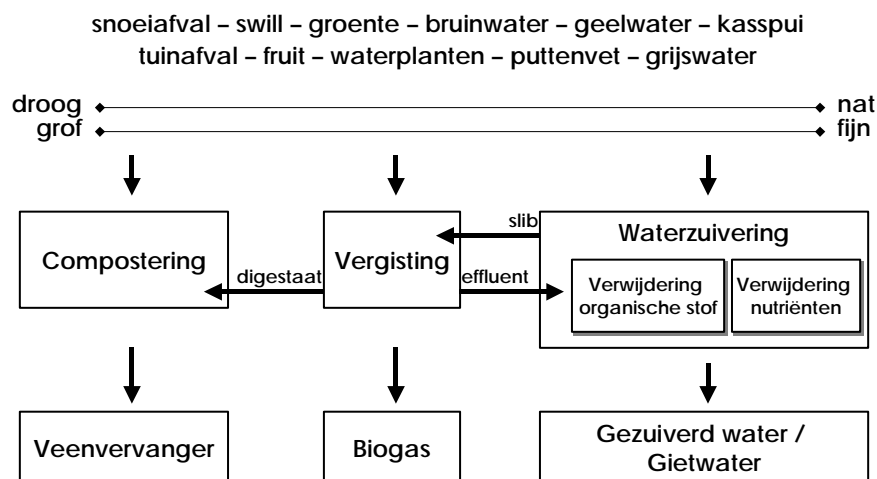 snoeiafval – swill – groente – bruinwater – geelwater – kasspui
tuinafval – fruit – waterplanten – puttenvet – grijswater
droog nat
grof fijn
slib
Waterzuivering
Compostering
Vergisting
digestaat
effluent
Verwijdering
organische stof
Verwijdering
nutriënten
Veenvervanger
Biogas
Gezuiverd water /
Gietwater